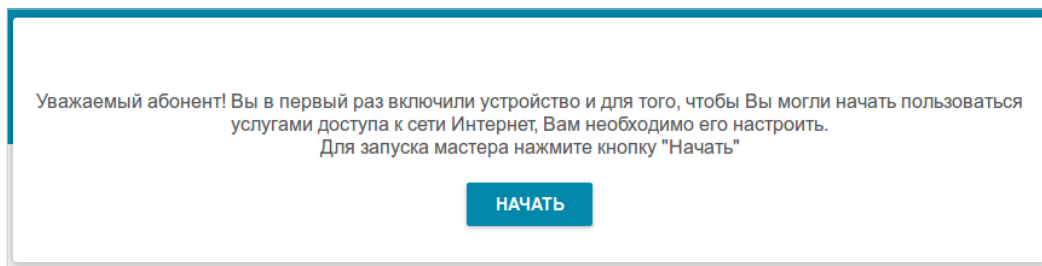 Уважаемый абонент! Вы в первый раз включили устройство и для того, чтобы Вы могли начать пользоваться
услугами доступа к сети Интернет, Вам необходимо его настроить.
Для запуска мастера нажмите кнопку "Начать"
НАЧАТЬ